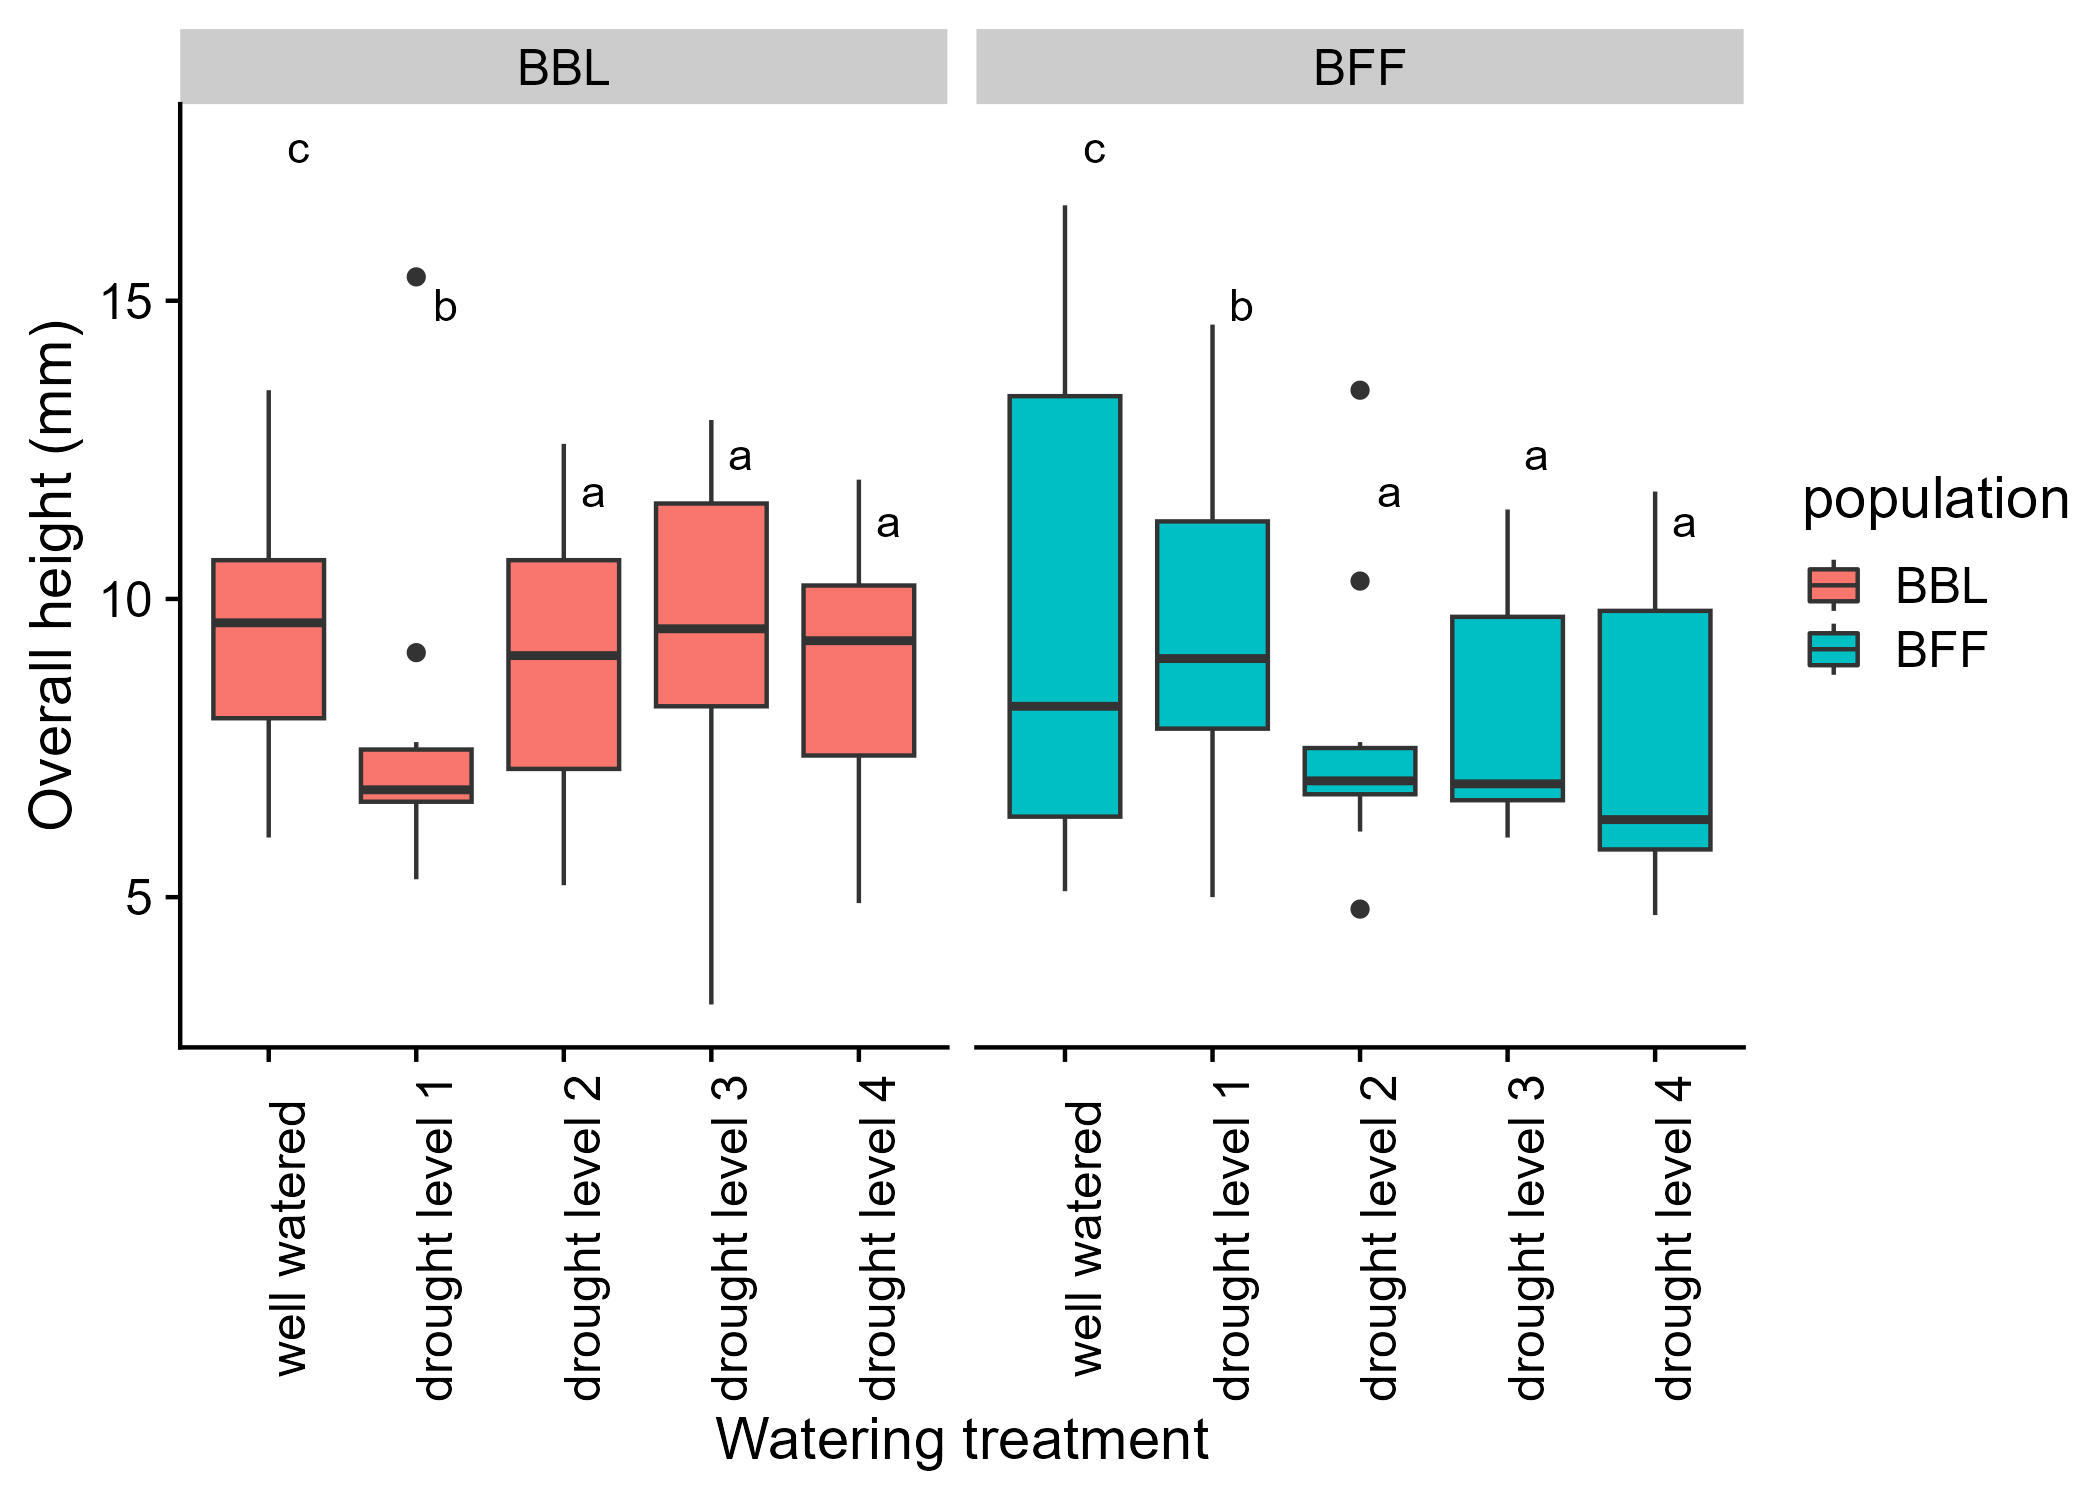 BBL
BFF
Overall height (mm)
15
10
5
c
b
a
a
a
c
b
a
a
a
well watered
drought level 1
drought level 2
drought level 3
drought level 4
well watered
drought level 1
drought level 2
drought level 3
drought level 4
Watering treatment
population
BBL
BFF